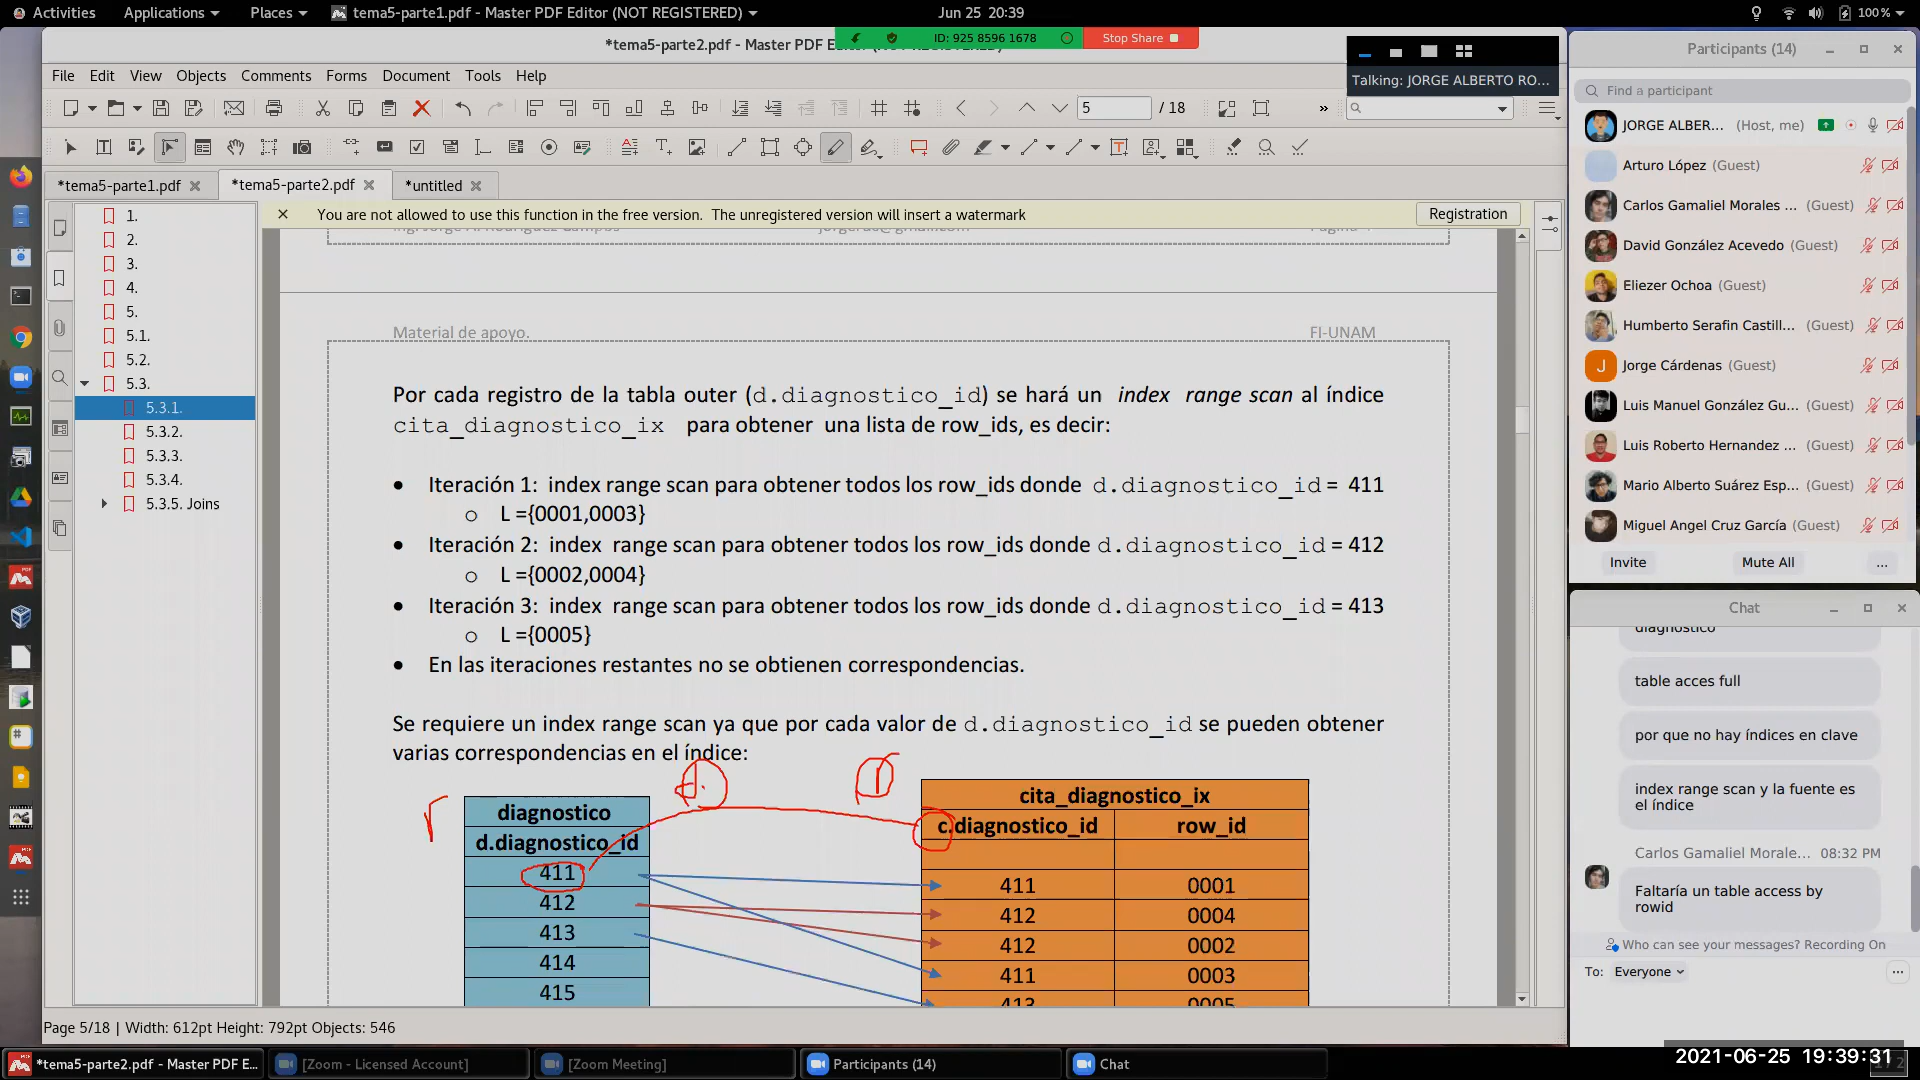 Activities Applications Places tema5-parte1.pdf - Master PDF Editor (NOT REGISTERED) Jun 25 20:39 100%
*tema5-parte2.pdf - Master PDF
ID: 925 8596 1678 Stop Share
Talking: JORGE ALBERTO RO...
File Edit View Objects Comments Forms Document Tools Help
5 / 18
*tema5-parte1.pdf *tema5-parte2.pdf *untitled
You are not allowed to use this function in the free version. The unregistered version will insert a watermark Registration
1.
2.
3.
4.
5.
5.1.
5.2.
5.3.
5.3.1.
5.3.2.
5.3.3.
5.3.4.
5.3.5. Joins
Material de apoyo. FI-UNAM
Por cada registro de la tabla outer (d.diagnostico_id) se hará un index range scan al índice
cita_diagnostico_ix para obtener una lista de row_ids, es decir:
• Iteración 1: index range scan para obtener todos los row_ids donde d.diagnostico_id = 411
o L ={0001,0003}
• Iteración 2: index range scan para obtener todos los row_ids donde d.diagnostico_id = 412
o L ={0002,0004}
• Iteración 3: index range scan para obtener todos los row_ids donde d.diagnostico_id = 413
o L ={0005}
• En las iteraciones restantes no se obtienen correspondencias.
Se requiere un index range scan ya que por cada valor de d.diagnostico_id se pueden obtener
varias correspondencias en el índice:
diagnostico
d.diagnostico_id
411
412
413
414
415
cita_diagnostico_ix
c.diagnostico_id row_id
411 0001
412 0004
412 0002
411 0003
413 0005
Page 5/18 | Width: 612pt Height: 792pt Objects: 546
Participants (14)
Find a participant
JORGE ALBER... (Host, me)
Arturo López (Guest)
Carlos Gamaliel Morales ... (Guest)
David González Acevedo (Guest)
Eliezer Ochoa (Guest)
Humberto Serafin Castill... (Guest)
J Jorge Cárdenas (Guest)
Luis Manuel González Gu... (Guest)
Luis Roberto Hernandez ... (Guest)
Mario Alberto Suárez Esp... (Guest)
Miguel Angel Cruz García (Guest)
Invite Mute All ...
Chat
diagnostico
table acces full
por que no hay índices en clave
index range scan y la fuente es
el índice
Carlos Gamaliel Morale... 08:32 PM
Faltaría un table access by
rowid
Who can see your messages? Recording On
To: Everyone
*tema5-parte2.pdf - Master PDF E... [Zoom - Licensed Account] [Zoom Meeting] Participants (14) Chat
2021-06-25 19:39:31